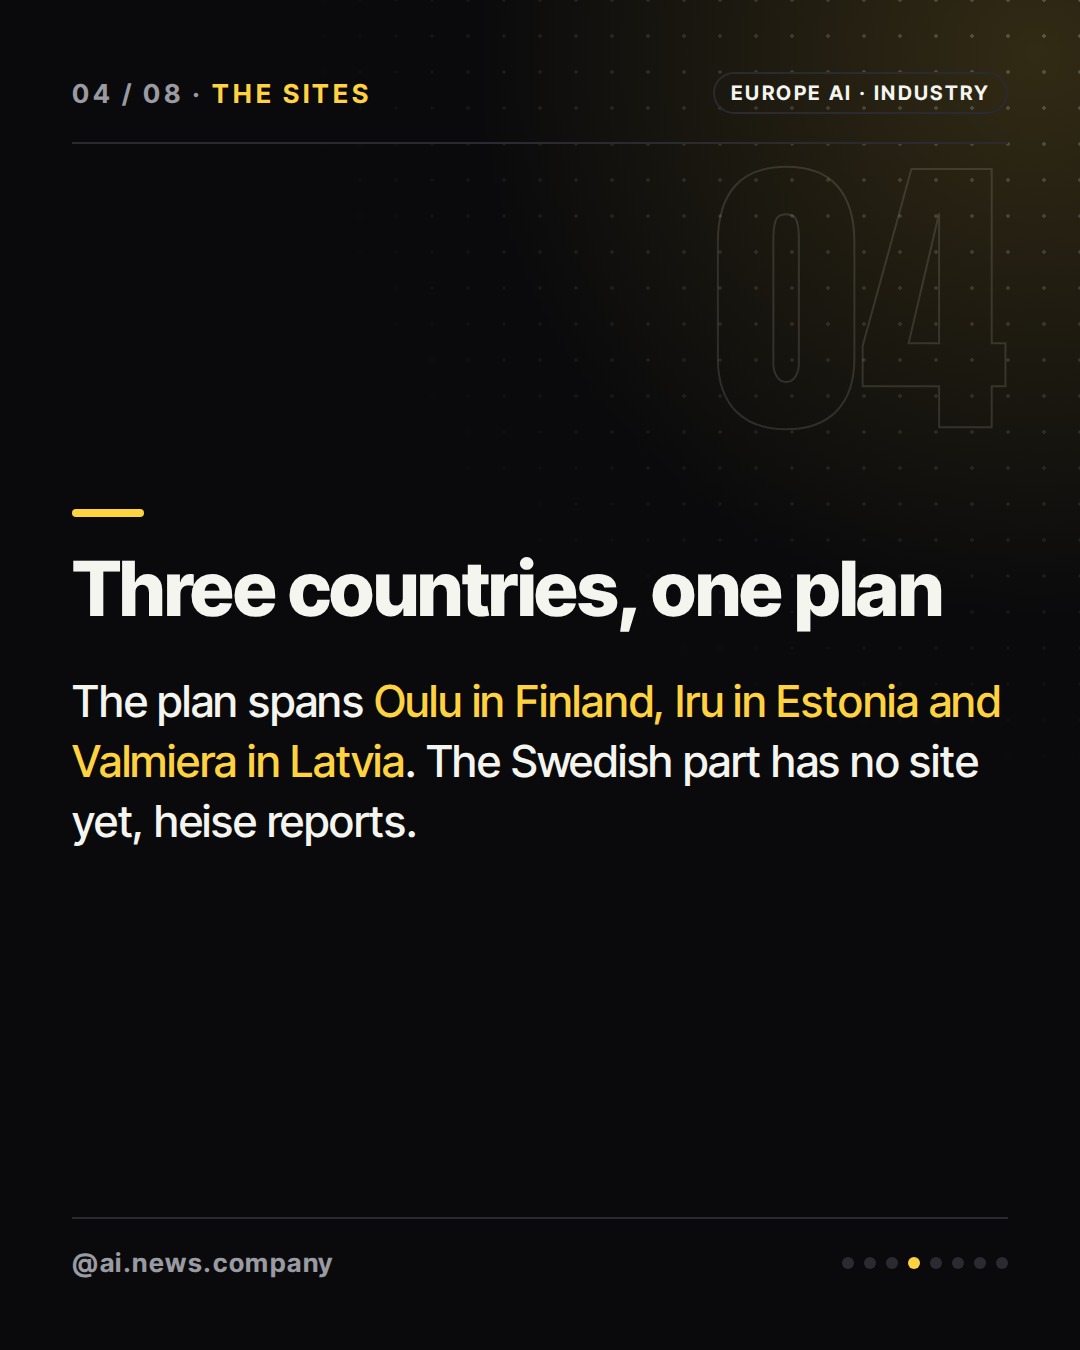 04 / 08 · THE SITES
EUROPE AI · INDUSTRY
04
Three countries, one plan
The plan spans Oulu in Finland, Iru in Estonia and
Valmiera in Latvia. The Swedish part has no site
yet, heise reports.
@ai.news.company